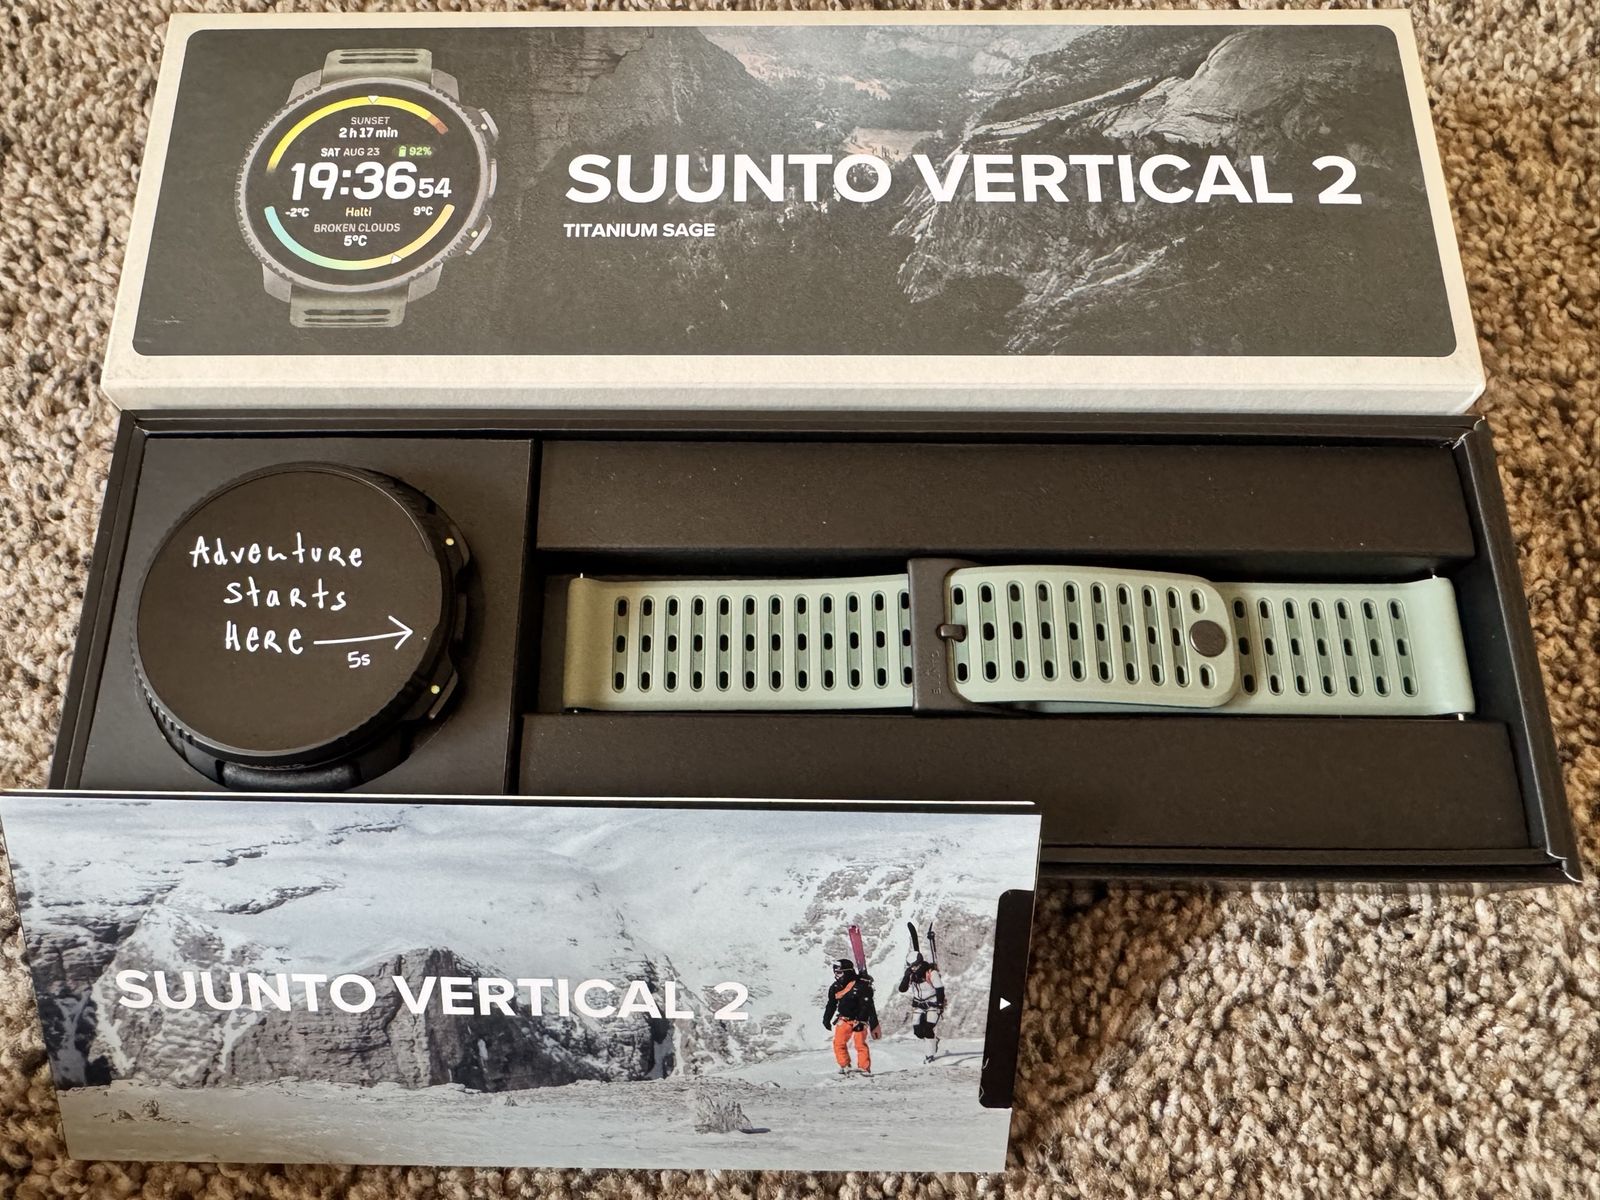 SUNSET
2 h 17 min
SAT AUG 23 92%
19:36 54
-2°C Halti 9°C
BROKEN CLOUDS
5°C
SUUNTO VERTICAL 2
TITANIUM SAGE
Adventure
starts
HERE
5s
SUUNTO
SUUNTO VERTICAL 2